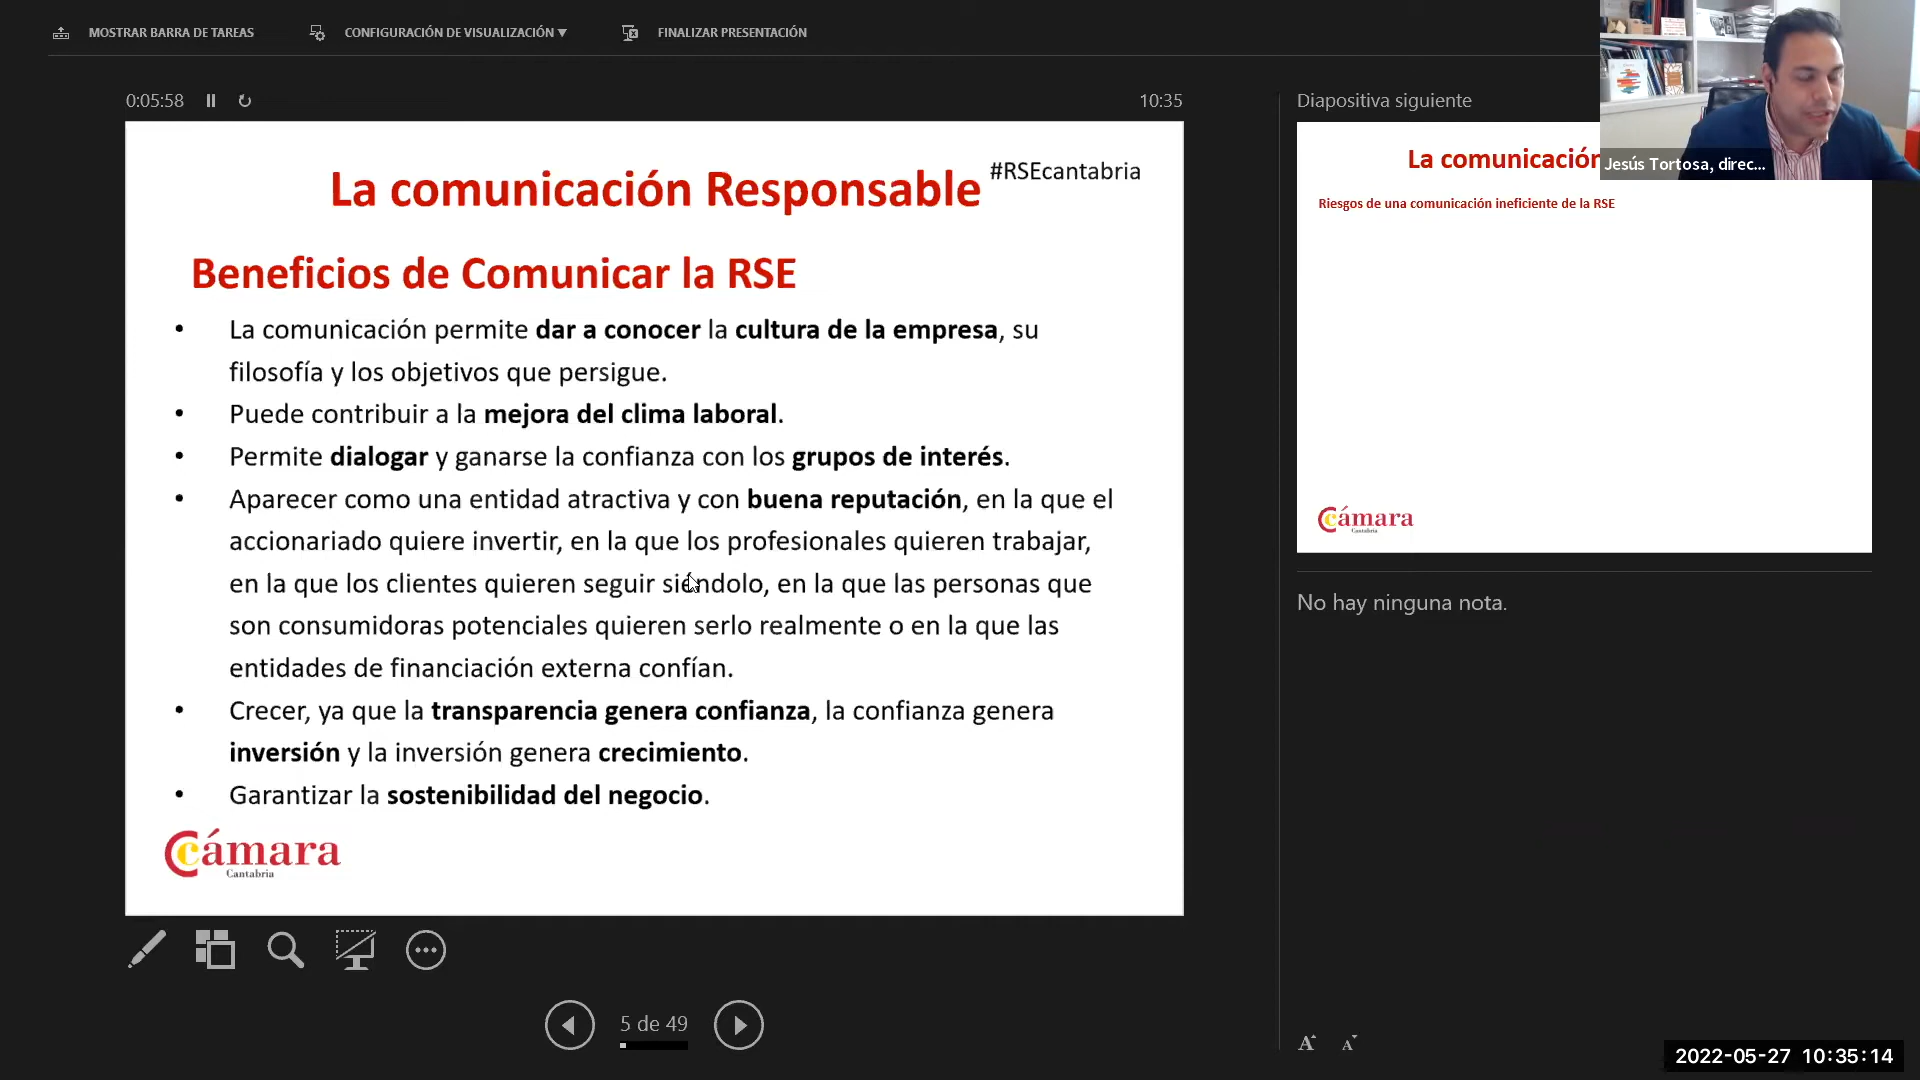 MOSTRAR BARRA DE TAREAS
CONFIGURACIÓN DE VISUALIZACIÓN
FINALIZAR PRESENTACIÓN
0:05:58
10:35
Diapositiva siguiente
Jesús Tortosa, direc...
La comunicación Responsable
#RSEcantabria
Beneficios de Comunicar la RSE
• La comunicación permite dar a conocer la cultura de la empresa, su
filosofía y los objetivos que persigue.
• Puede contribuir a la mejora del clima laboral.
• Permite dialogar y ganarse la confianza con los grupos de interés.
• Aparecer como una entidad atractiva y con buena reputación, en la que el
accionariado quiere invertir, en la que los profesionales quieren trabajar,
en la que los clientes quieren seguir siéndolo, en la que las personas que
son consumidoras potenciales quieren serlo realmente o en la que las
entidades de financiación externa confían.
• Crecer, ya que la transparencia genera confianza, la confianza genera
inversión y la inversión genera crecimiento.
• Garantizar la sostenibilidad del negocio.
Cámara
Cantabria
La comunicación
Riesgos de una comunicación ineficiente de la RSE
Cámara
Cantabria
No hay ninguna nota.
5 de 49
A A
2022-05-27 10:35:14